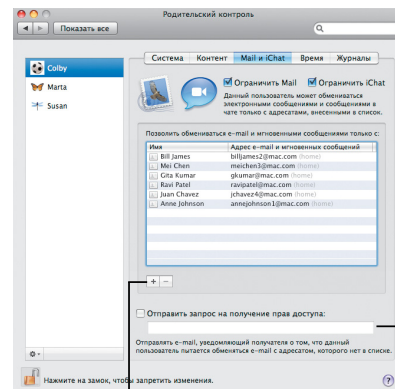 Родительский контроль
Показать все
Colby
Marta
Susan
Система Контент Mail и iChat Время Журналы
Ограничить Mail Ограничить iChat
Данный пользователь может обмениваться
электронными сообщениями и сообщениями в
чате только с адресатами, внесенными в список.
Позволить обмениваться e-mail и мгновенными сообщениями только с:
Имя Адрес e-mail и мгновенных сообщений
Bill James billjames2@mac.com (home)
Mei Chen meichen3@mac.com (home)
Gita Kumar gkumar@mac.com (home)
Ravi Patel ravipatel@mac.com (home)
Juan Chavez jchavez4@mac.com (home)
Anne Johnson annejohnson1@mac.com (home)
+ −
Отправить запрос на получение прав доступа:
Отправлять e-mail, уведомляющий получателя о том, что данный
пользователь пытается обменяться e-mail с адресатом, которого нет в списке.
Нажмите на замок, чтобы запретить изменения.
?